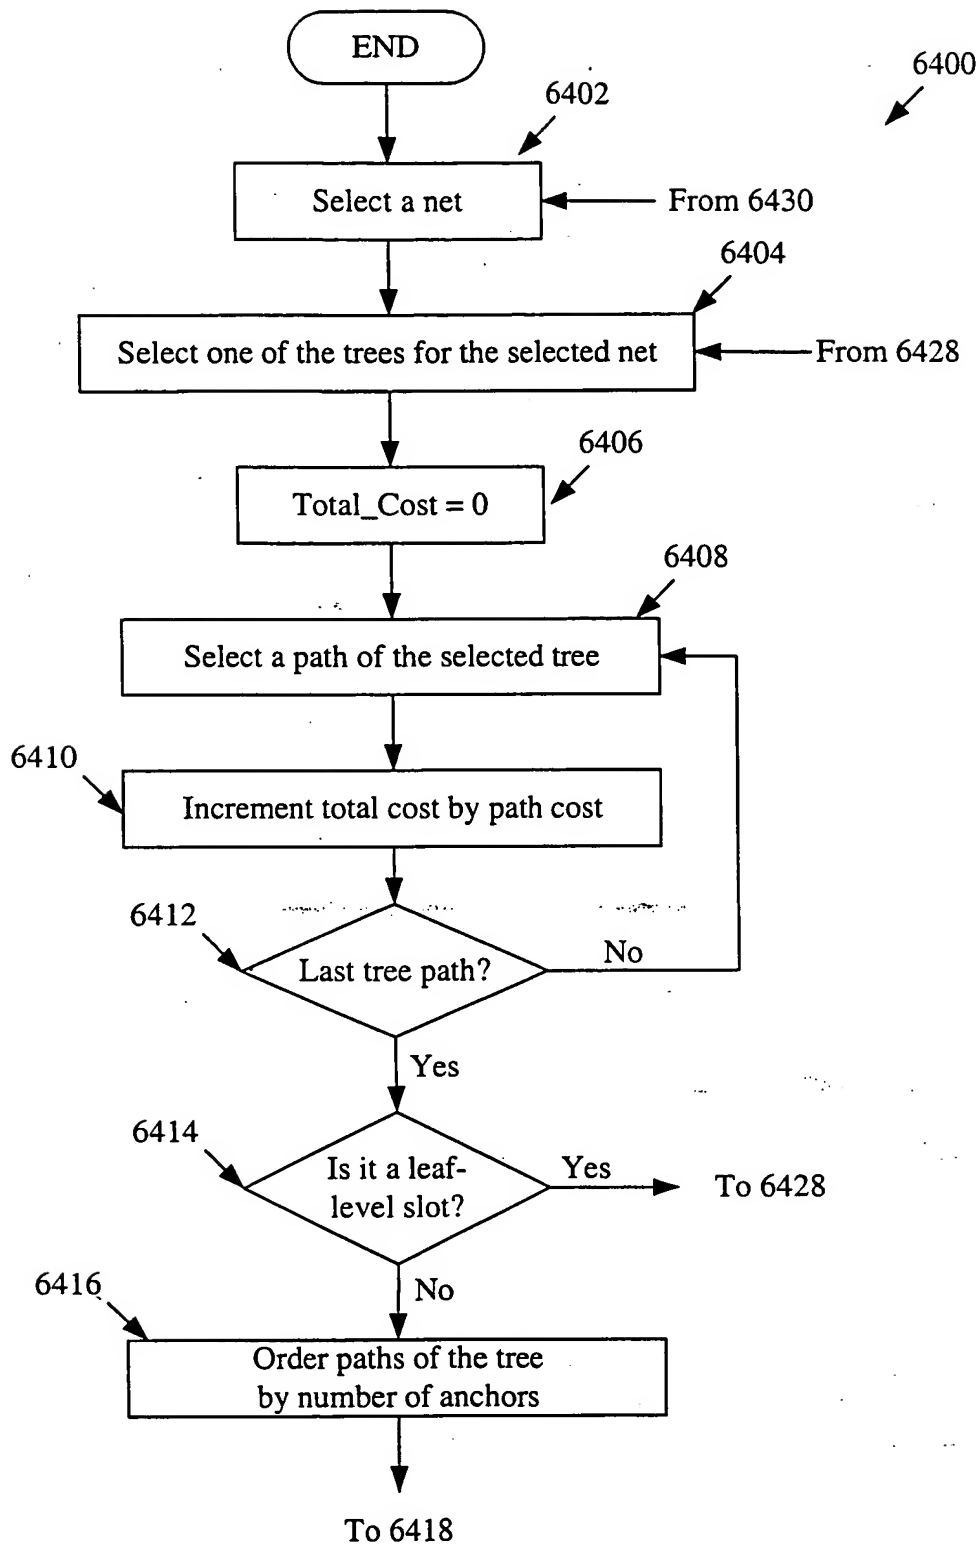 END
6400
6402
Select a net
From 6430
6404
Select one of the trees for the selected net
From 6428
6406
Total_Cost = 0
6408
Select a path of the selected tree
6410
Increment total cost by path cost
6412
Last tree path?
No
Yes
6414
Is it a leaf-
level slot?
Yes
To 6428
No
6416
Order paths of the tree
by number of anchors
To 6418